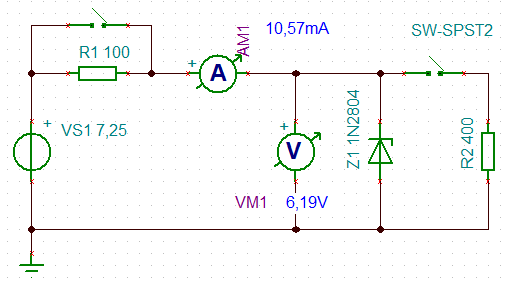 10,57mA
AM1
SW-SPST2
R1 100
+
A
+ VS1 7,25
+
V
Z1 1N2804
R2 400
VM1 6,19V